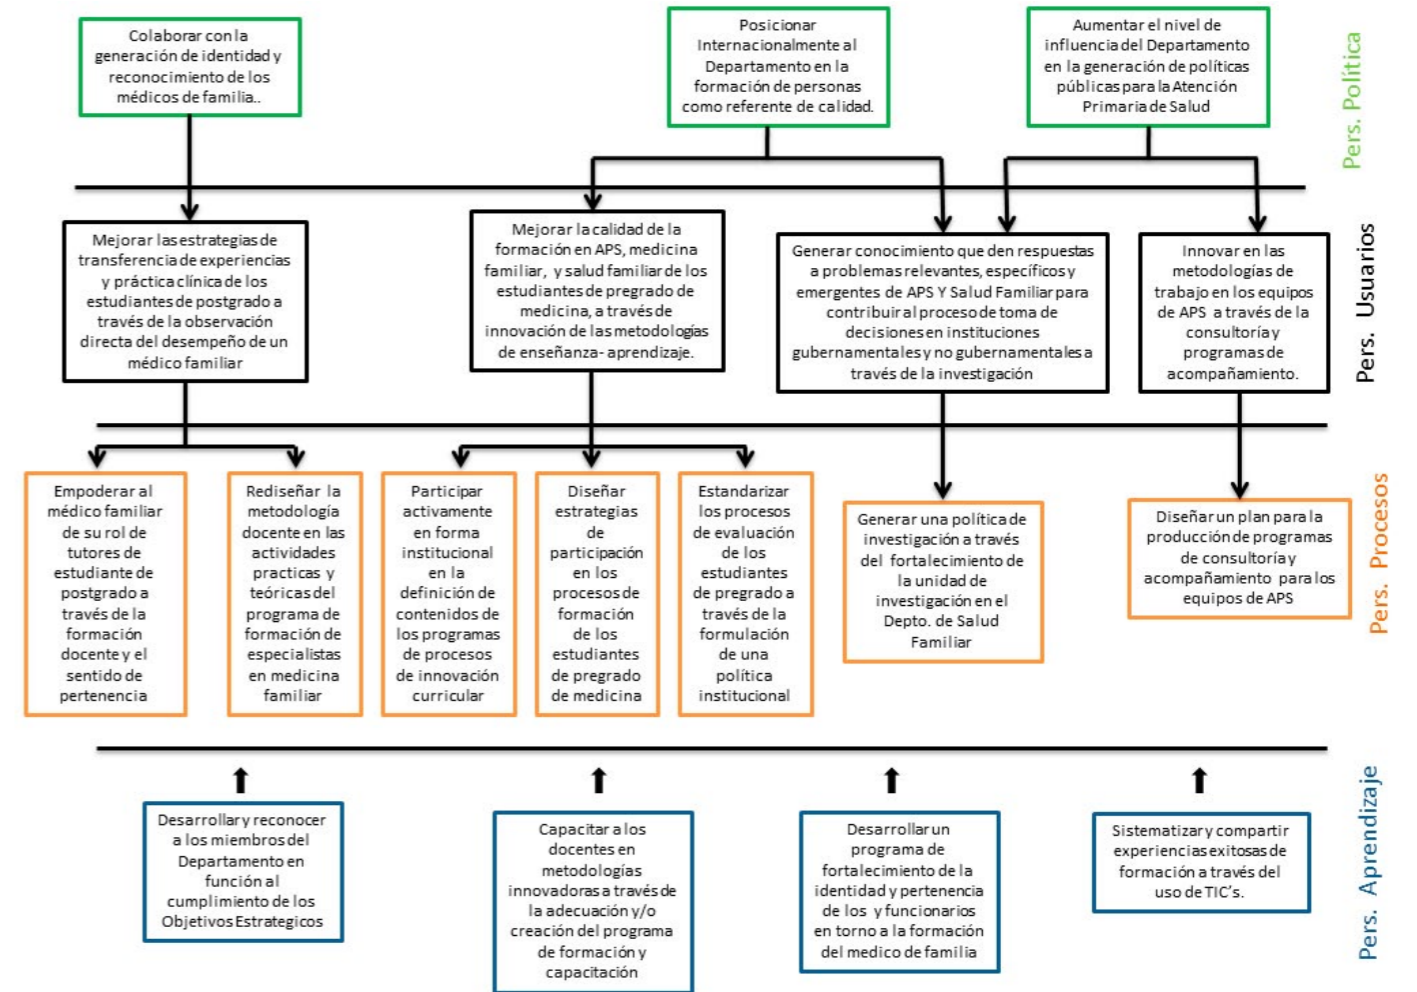 Colaborar con la
generación de identidad y
reconocimiento de los
médicos de familia..
Posicionar
Internacionalmente al
Departamento en la
formación de personas
como referente de calidad.
Aumentar el nivel de
influencia del Departamento
en la generación de políticas
públicas para la Atención
Primaria de Salud
Pers. Política
Mejorar las estrategias de
transferencia de experiencias
y práctica clínica de los
estudiantes de postgrado a
través de la observación
directa del desempeño de un
médico familiar
Mejorar la calidad de la
formación en APS, medicina
familiar, y salud familiar de los
estudiantes de pregrado de
medicina, a través de
innovación de las metodologías
de enseñanza- aprendizaje.
Generar conocimiento que den respuestas
a problemas relevantes, específicos y
emergentes de APS Y Salud Familiar para
contribuir al proceso de toma de
decisiones en instituciones
gubernamentales y no gubernamentales a
través de la investigación
Innovar en las
metodologías de
trabajo en los equipos
de APS a través de la
consultoría y
programas de
acompañamiento.
Pers. Usuarios
Empoderar al
médico familiar
de su rol de
tutores de
estudiante de
postgrado a
través de la
formación
docente y el
sentido de
pertenencia
Rediseñar la
metodología
docente en las
actividades
practicas y
teóricas del
programa de
formación de
especialistas
en medicina
familiar
Participar
activamente
en forma
institucional
en la
definición de
contenidos de
los programas
de procesos
de innovación
curricular
Diseñar
estrategias
de
participación
en los
procesos de
formación
de los
estudiantes
de pregrado
de medicina
Estandarizar
los procesos
de evaluación
de los
estudiantes
de pregrado a
través de la
formulación
de una
política
institucional
Generar una política de
investigación a través
del fortalecimiento de
la unidad de
investigación en el
Depto. de Salud
Familiar
Diseñar un plan para la
producción de programas
de consultoría y
acompañamiento para los
equipos de APS
Pers. Procesos
Desarrollar y reconocer
a los miembros del
Departamento en
función al
cumplimiento de los
Objetivos Estrategicos
Capacitar a los
docentes en
metodologías
innovadoras a través de
la adecuación y/o
creación del programa
de formación y
capacitación
Desarrollar un
programa de
fortalecimiento de la
identidad y pertenencia
de los y funcionarios
en torno a la formación
del medico de familia
Sistematizar y compartir
experiencias exitosas de
formación a través del
uso de TIC's.
Pers. Aprendizaje